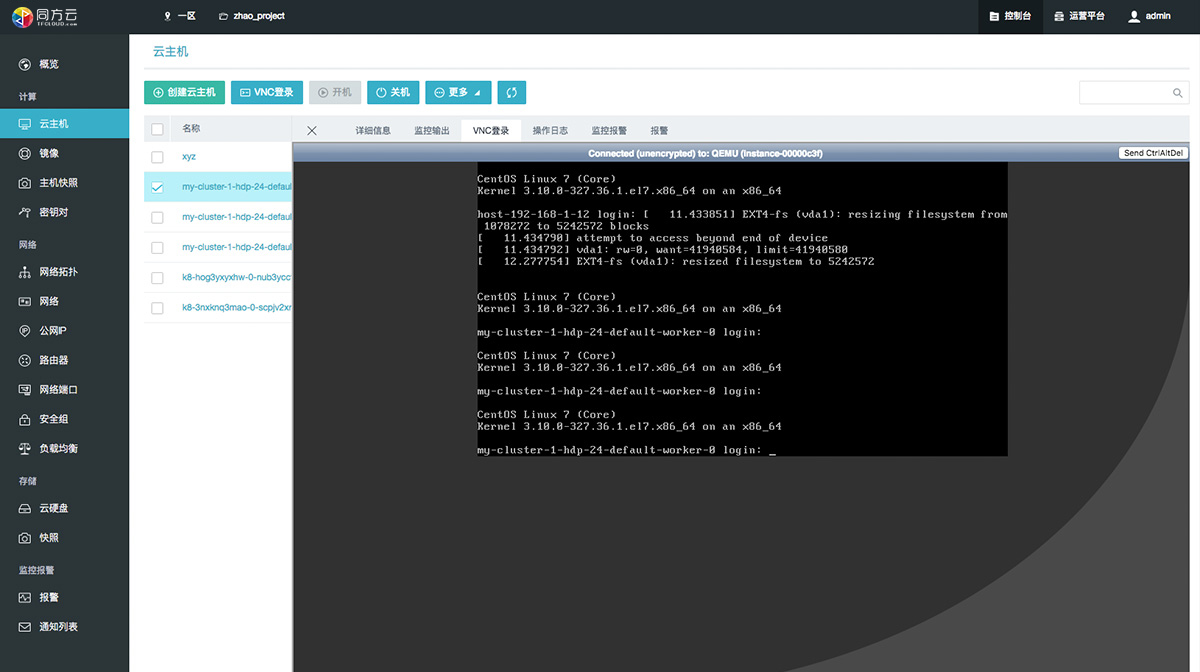 同方云
TFCLOUD.com
一区
zhao_project
控制台
运营平台
admin
概览
计算
云主机
镜像
主机快照
密钥对
网络
网络拓扑
网络
公网IP
路由器
网络端口
安全组
负载均衡
存储
云硬盘
快照
监控报警
报警
通知列表
云主机
创建云主机
VNC登录
开机
关机
更多
名称
xyz
my-cluster-1-hdp-24-defaul
my-cluster-1-hdp-24-defaul
my-cluster-1-hdp-24-defaul
k8-hog3yxyxhw-0-nub3ycc
k8-3nxknq3mao-0-scpjv2xr
详细信息
监控输出
VNC登录
操作日志
监控报警
报警
Connected (unencrypted) to: QEMU (instance-00000c3f)
Send CtrlAltDel
CentOS Linux 7 (Core)
Kernel 3.10.0-327.36.1.el7.x86_64 on an x86_64
host-192-168-1-12 login: [   11.433851] EXT4-fs (vda1): resizing filesystem from
1078272 to 5242572 blocks
[   11.434790] attempt to access beyond end of device
[   11.434792] vda1: rw=0, want=41940584, limit=41940580
[   12.277754] EXT4-fs (vda1): resized filesystem to 5242572
CentOS Linux 7 (Core)
Kernel 3.10.0-327.36.1.el7.x86_64 on an x86_64
my-cluster-1-hdp-24-default-worker-0 login:
CentOS Linux 7 (Core)
Kernel 3.10.0-327.36.1.el7.x86_64 on an x86_64
my-cluster-1-hdp-24-default-worker-0 login:
CentOS Linux 7 (Core)
Kernel 3.10.0-327.36.1.el7.x86_64 on an x86_64
my-cluster-1-hdp-24-default-worker-0 login: _